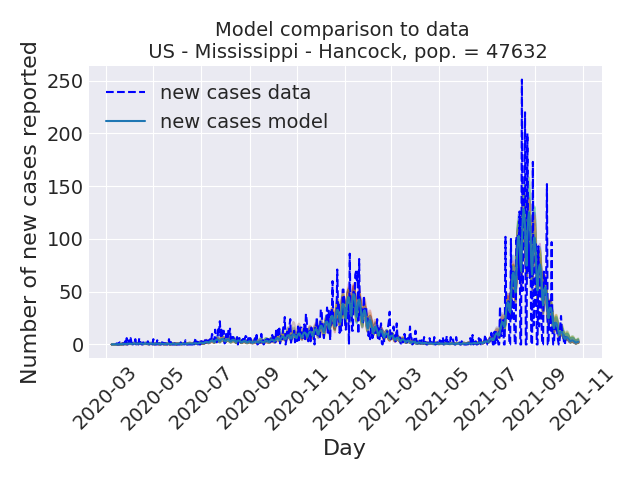 Model comparison to data
US - Mississippi - Hancock, pop. = 47632
Number of new cases reported
250
200
150
100
50
0
new cases data
new cases model
2020-03
2020-05
2020-07
2020-09
2020-11
2021-01
2021-03
2021-05
2021-07
2021-09
2021-11
Day